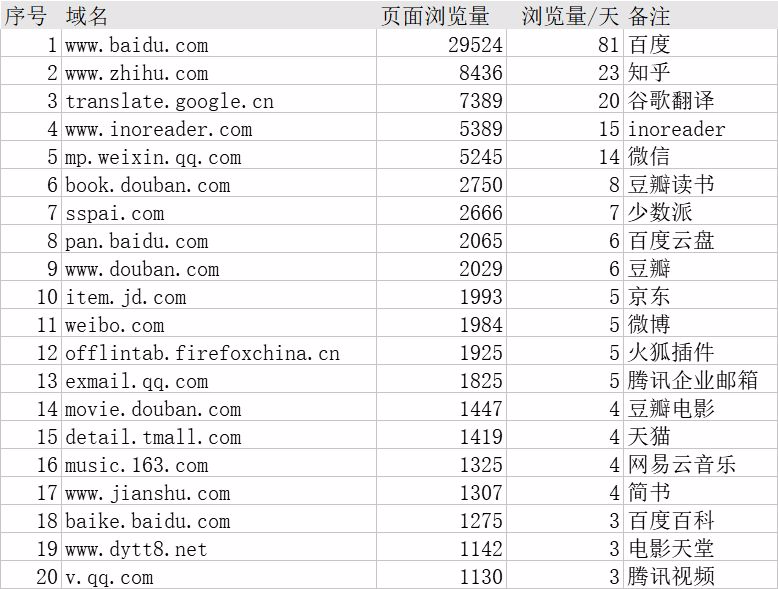 序号 域名 页面浏览量 浏览量/天 备注
1 www.baidu.com 29524 81 百度
2 www.zhihu.com 8436 23 知乎
3 translate.google.cn 7389 20 谷歌翻译
4 www.inoreader.com 5389 15 inoreader
5 mp.weixin.qq.com 5245 14 微信
6 book.douban.com 2750 8 豆瓣读书
7 sspai.com 2666 7 少数派
8 pan.baidu.com 2065 6 百度云盘
9 www.douban.com 2029 6 豆瓣
10 item.jd.com 1993 5 京东
11 weibo.com 1984 5 微博
12 offlintab.firefoxchina.cn 1925 5 火狐插件
13 exmail.qq.com 1825 5 腾讯企业邮箱
14 movie.douban.com 1447 4 豆瓣电影
15 detail.tmall.com 1419 4 天猫
16 music.163.com 1325 4 网易云音乐
17 www.jianshu.com 1307 4 简书
18 baike.baidu.com 1275 3 百度百科
19 www.dytt8.net 1142 3 电影天堂
20 v.qq.com 1130 3 腾讯视频